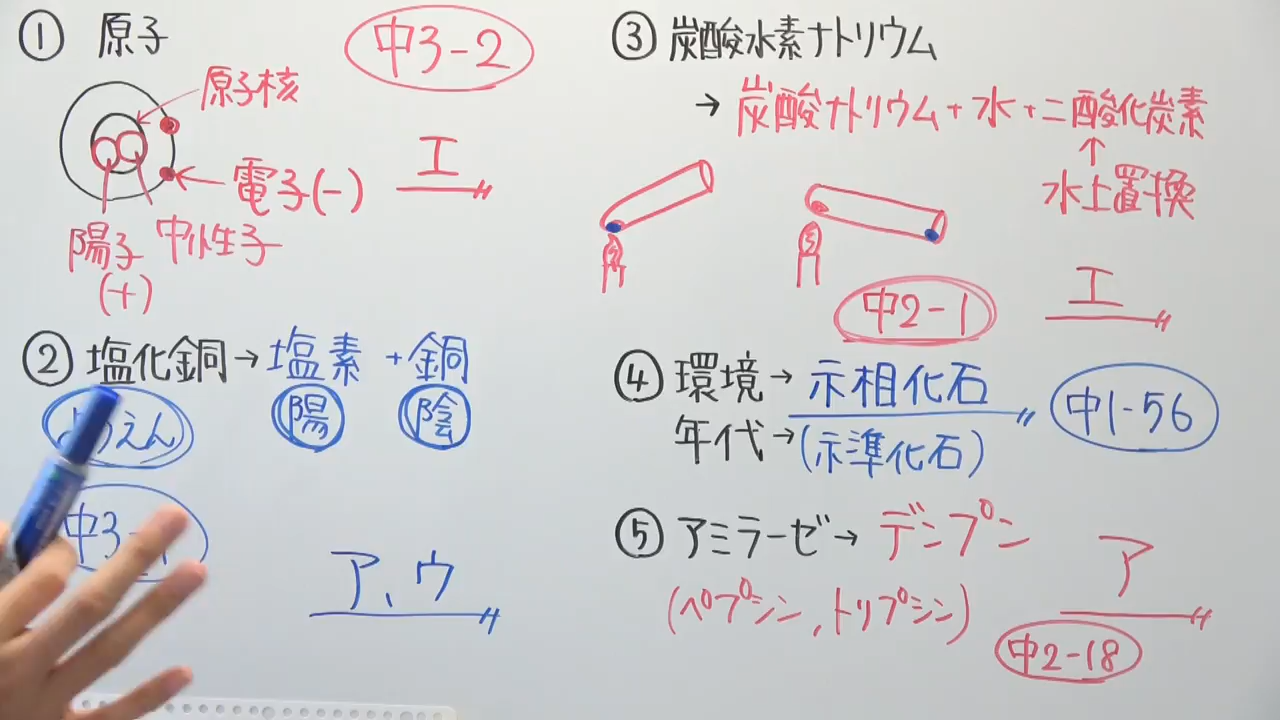 ① 原子
中3-2
原子核
電子(-)
エ
陽子 中性子
(+)
② 塩化銅→塩素 +銅
陽 陰
えん
中3-
ア、ウ
③ 炭酸水素ナトリウム
→ 炭酸ナトリウム+水+二酸化炭素
↑
水上置換
エ
中2-1
④ 環境→示相化石
年代→(示準化石)
中1-56
⑤ アミラーゼ→デンプン
(ペプシン,トリプシン)
ア
中2-18